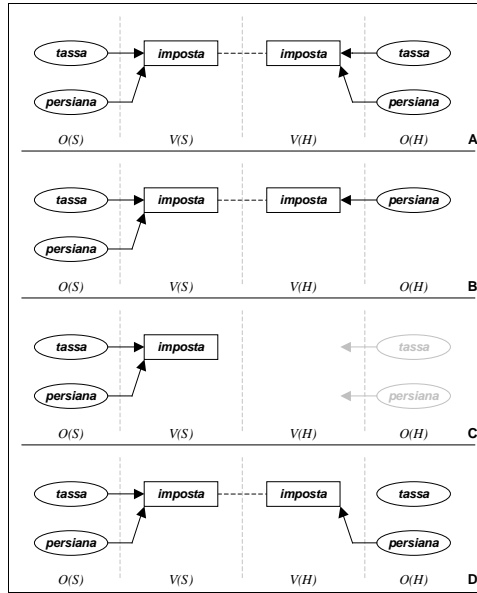 tassa imposta imposta tassa
persiana persiana
O(S) V(S) V(H) O(H) A
tassa imposta imposta persiana
persiana
O(S) V(S) V(H) O(H) B
tassa imposta tassa
persiana persiana
O(S) V(S) V(H) O(H) C
tassa imposta imposta tassa
persiana persiana
O(S) V(S) V(H) O(H) D